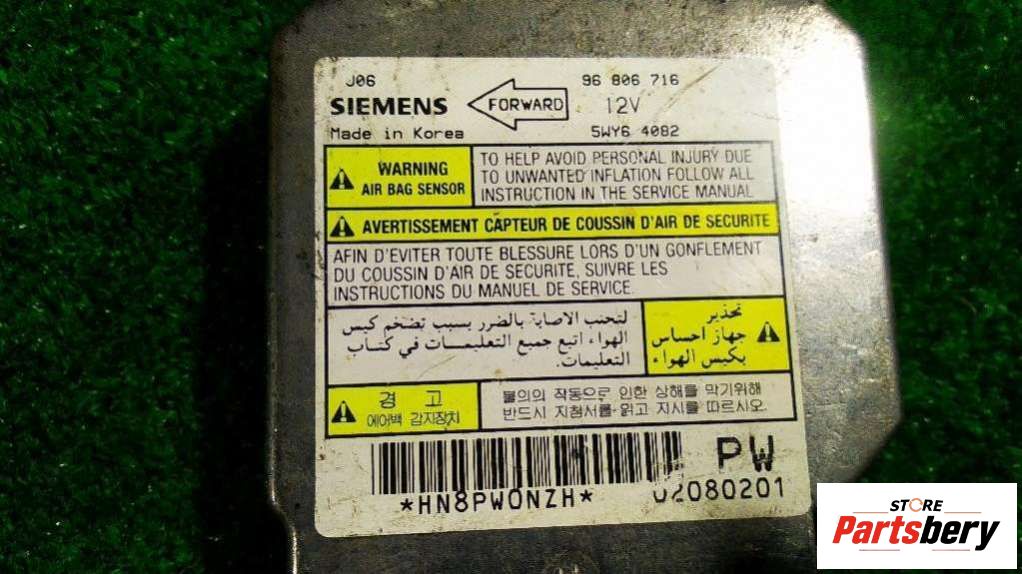 J06 96 806 716
SIEMENS FORWARD 12V
Made in Korea 5WY6 4082
WARNING
AIR BAG SENSOR
TO HELP AVOID PERSONAL INJURY DUE
TO UNWANTED INFLATION FOLLOW ALL
INSTRUCTION IN THE SERVICE MANUAL
AVERTISSEMENT CAPTEUR DE COUSSIN D'AIR DE SECURITE
AFIN D'EVITER TOUTE BLESSURE LORS D'UN GONFLEMENT
DU COUSSIN D'AIR DE SECURITE, SUIVRE LES
INSTRUCTIONS DU MANUEL DE SERVICE.
تحذير
جهاز احساس
بكيس الهواء
لتجنب الاصابة بالضرر بسبب تضخم كيس
الهواء اتبع جميع التعليمات في كتاب
التعليمات.
경 고
에어백 감지장치
불의의 작동으로 인한 상해를 막기위해
반드시 지침서를 읽고 지시를 따르시오.
PW
*HN8PW0NZH* 02080201
STORE
Partsbery